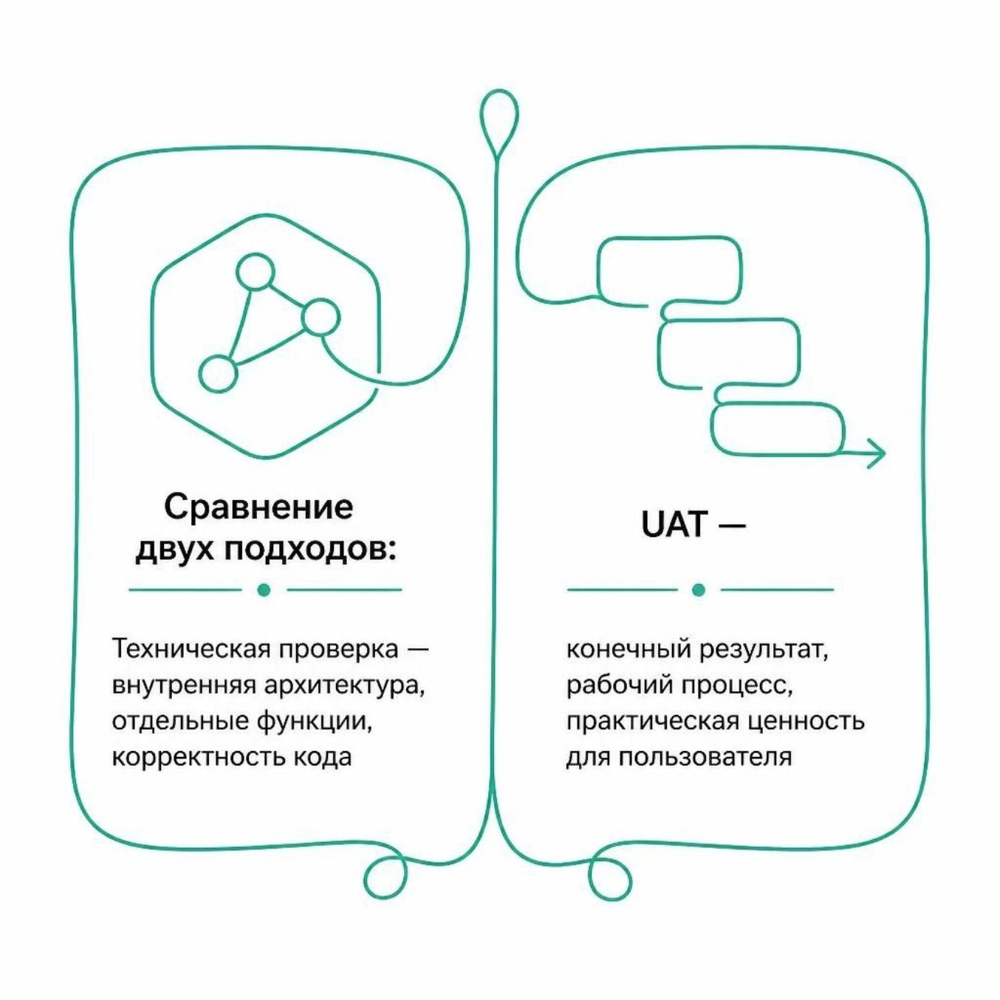 Сравнение
двух подходов:
Техническая проверка —
внутренняя архитектура,
отдельные функции,
корректность кода
UAT —
конечный результат,
рабочий процесс,
практическая ценность
для пользователя